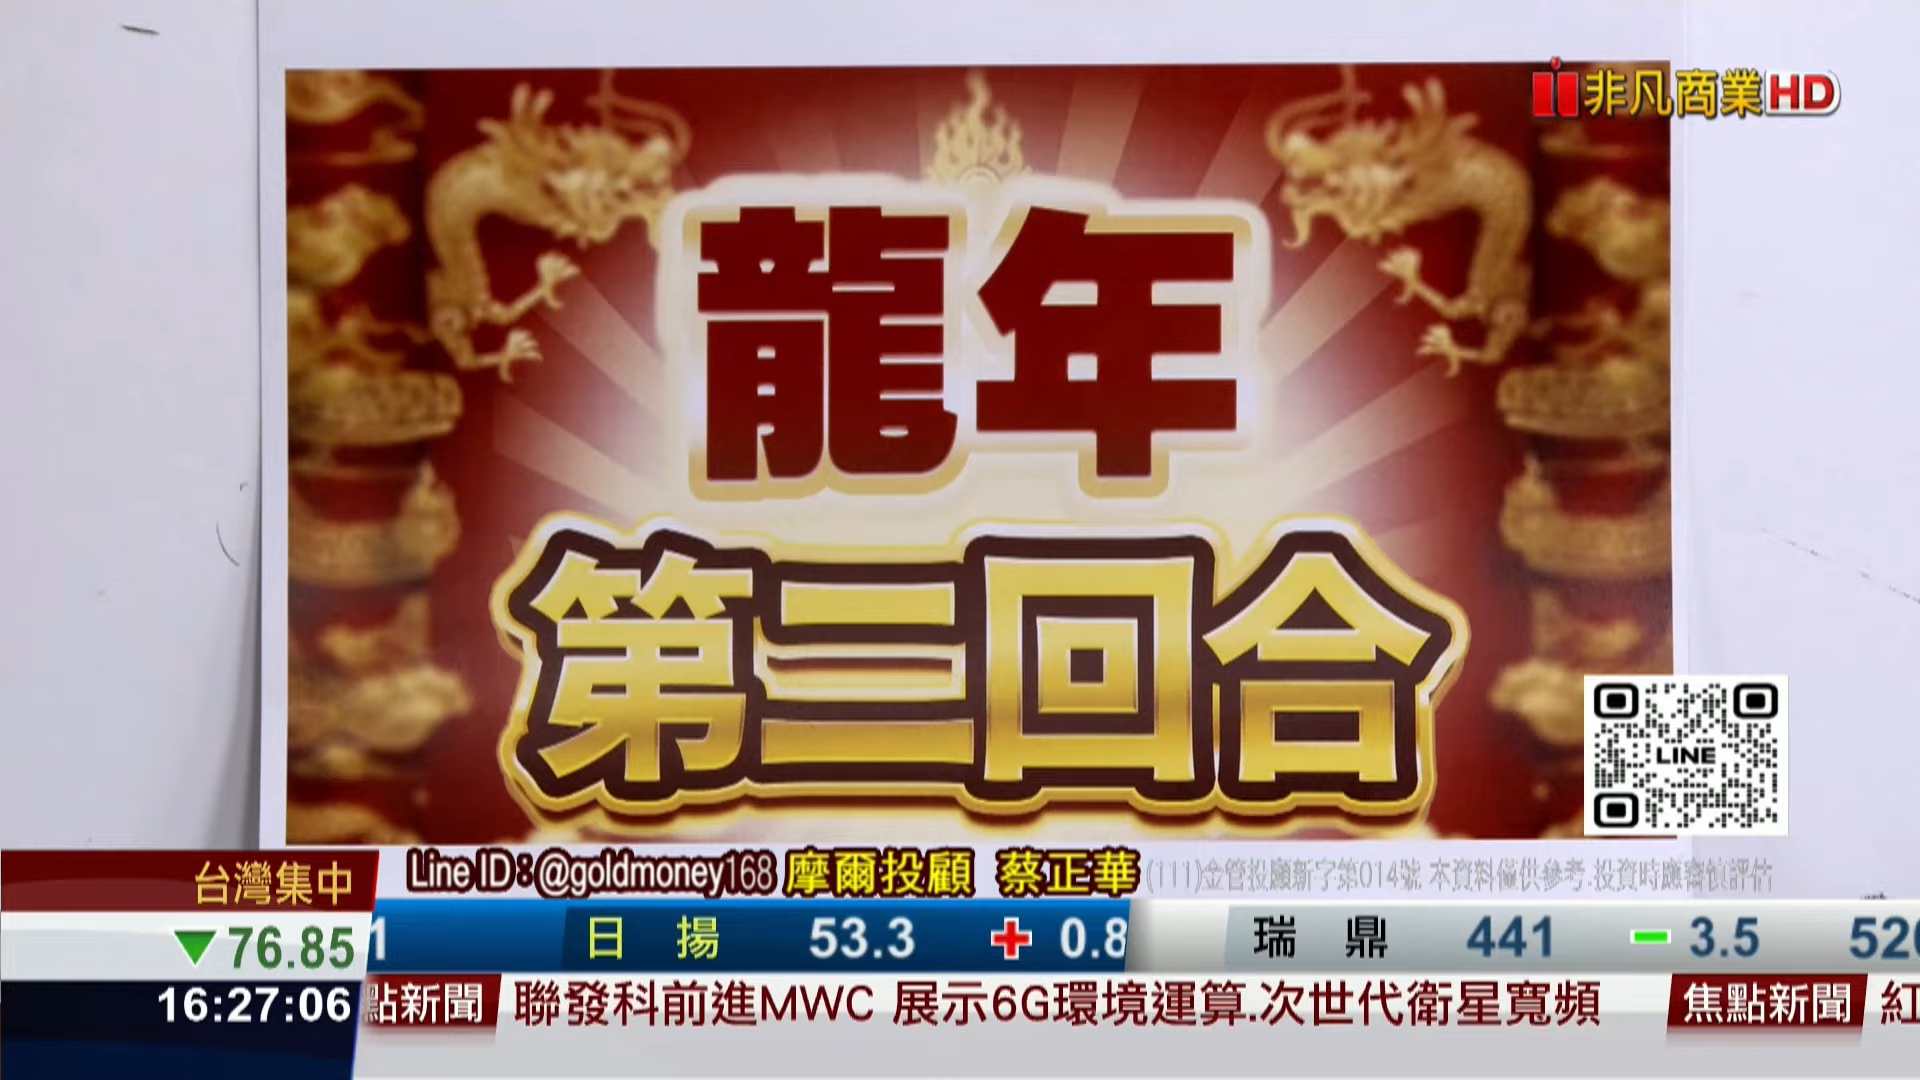 非凡商業HD
龍年
第三回合
LINE
Line ID：@goldmoney168 摩爾投顧 蔡正華 (111)金管投顧新字第014號 本資料僅供參考.投資時應審慎評估
台灣集中
▼76.85
1 日揚 53.3 + 0.8 瑞鼎 441 - 3.5 520
16:27:06
點新聞 聯發科前進MWC 展示6G環境運算.次世代衛星寬頻 焦點新聞 紅